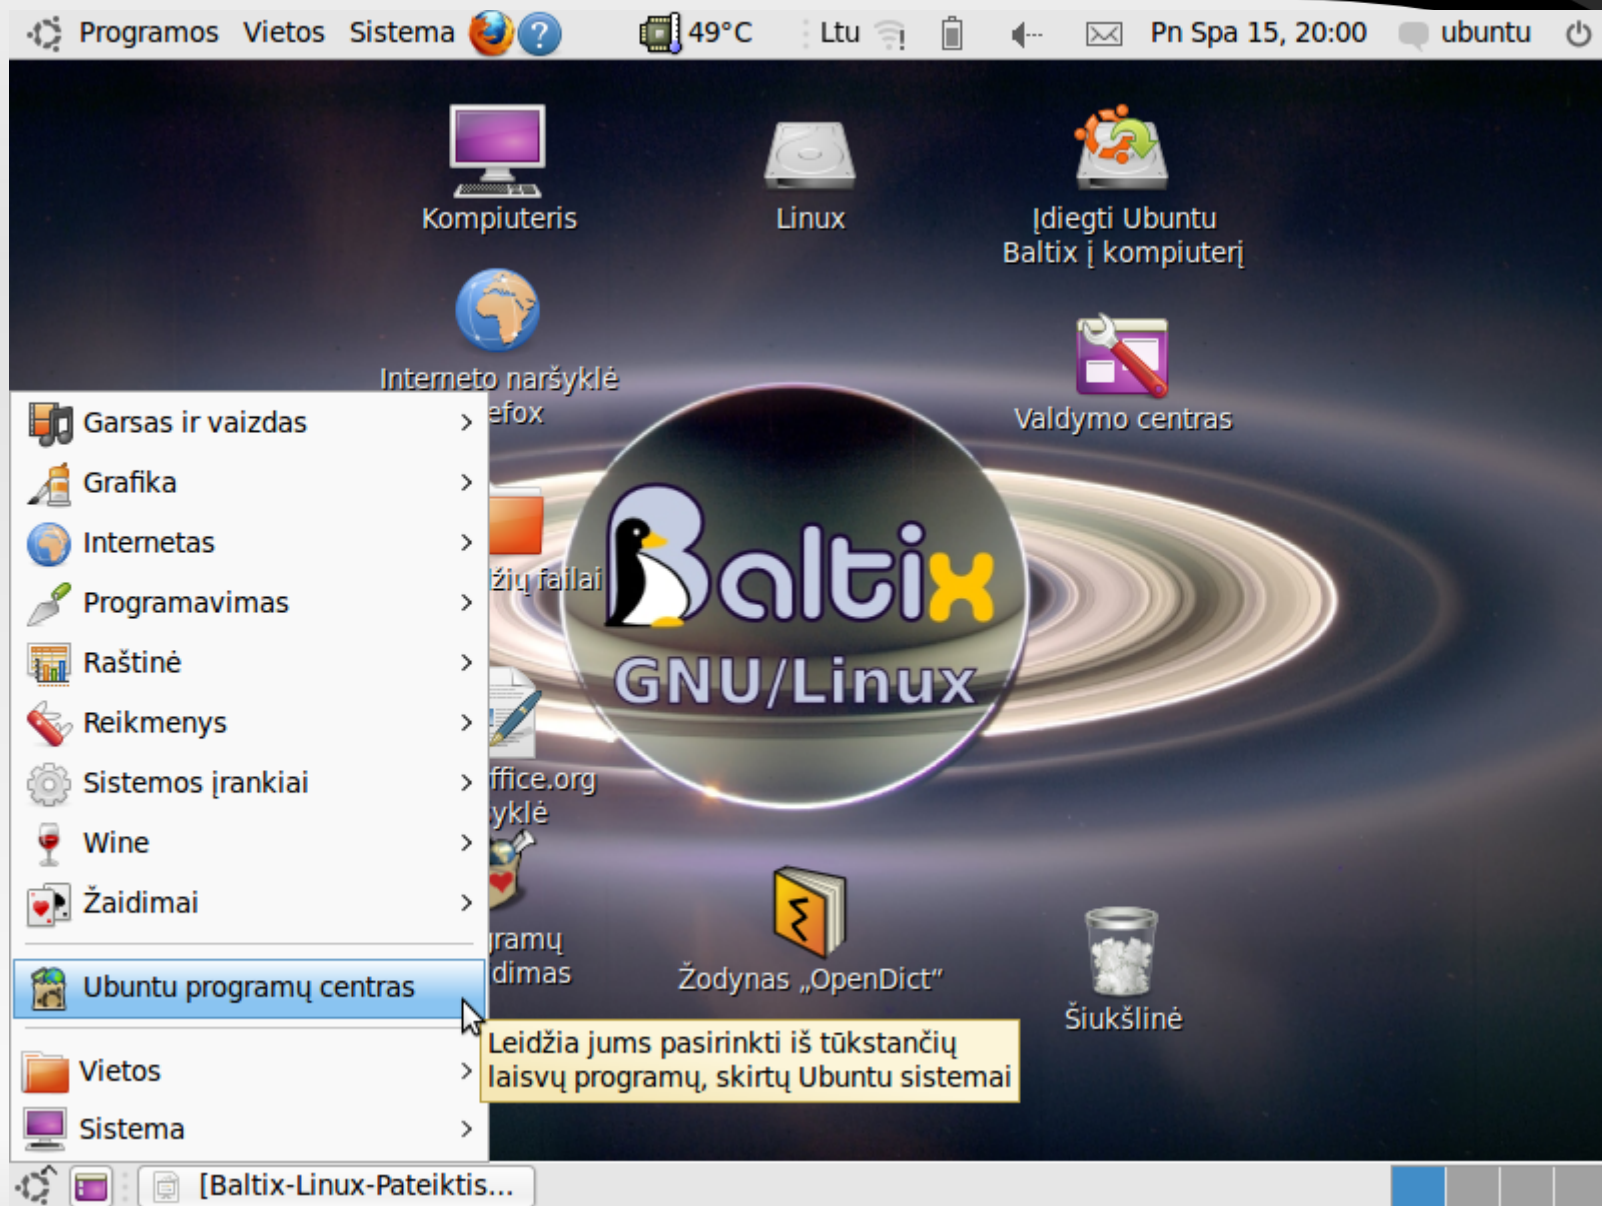 Programos Vietos Sistema 49°C Ltu Pn Spa 15, 20:00 ubuntu
Kompiuteris
Linux
Įdiegti Ubuntu
Baltix į kompiuterį
Interneto naršyklė
efox
Valdymo centras
Garsas ir vaizdas
Grafika
Internetas
Programavimas
Raštinė
Reikmenys
Sistemos įrankiai
Wine
Žaidimai
Ubuntu programų centras
Vietos
Sistema
žių failai
Baltix
GNU/Linux
ffice.org
yklė
gramų
dimas
Žodynas „OpenDict“
Šiukšlinė
Leidžia jums pasirinkti iš tūkstančių
laisvų programų, skirtų Ubuntu sistemai
[Baltix-Linux-Pateiktis...